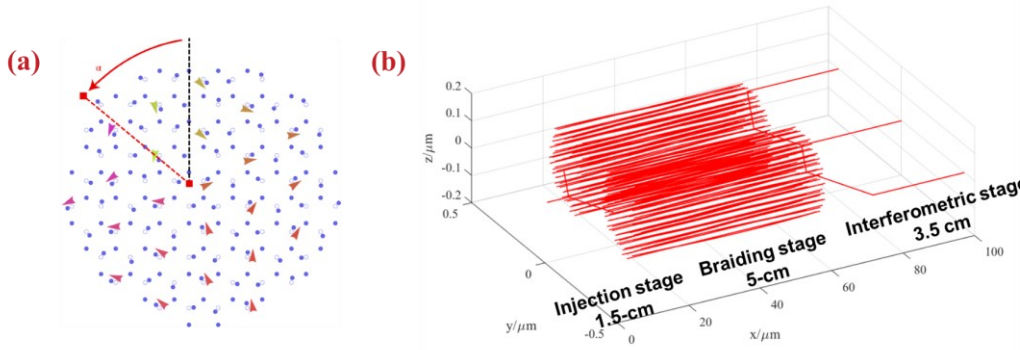 (a)
α
(b)
0.2
0.1
0
-0.1
-0.2
z/μm
0.5
0
-0.5
y/μm
0
20
40
60
80
100
x/μm
Injection stage
1.5-cm
Braiding stage
5-cm
Interferometric stage
3.5 cm